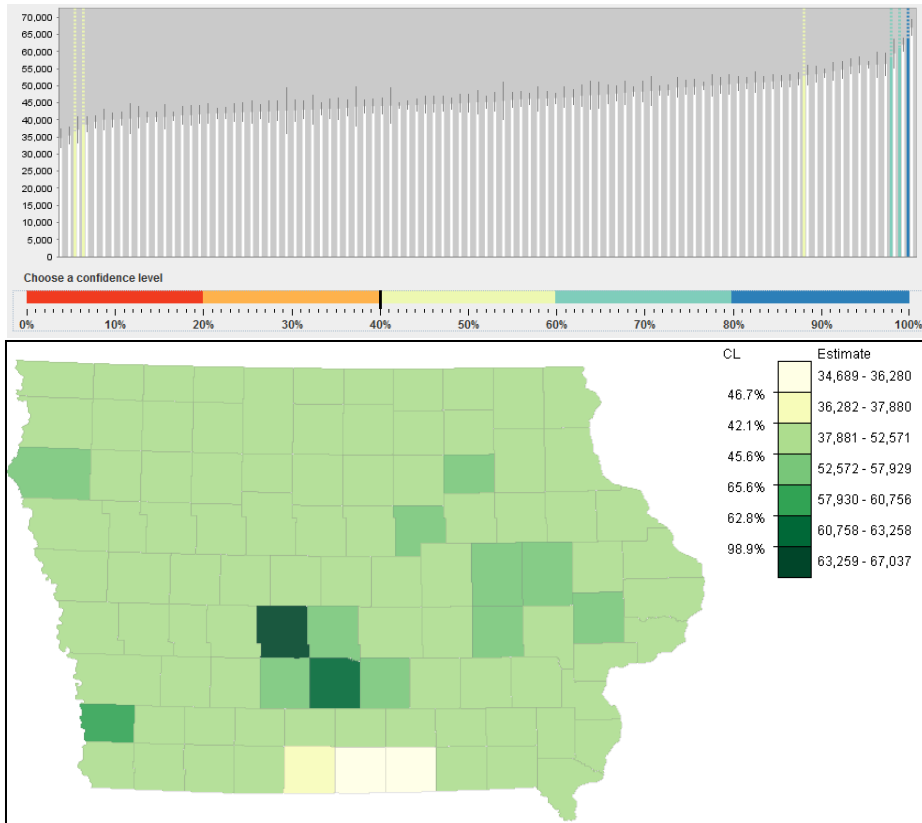 70,000
65,000
60,000
55,000
50,000
45,000
40,000
35,000
30,000
25,000
20,000
15,000
10,000
5,000
0
Choose a confidence level
0% 10% 20% 30% 40% 50% 60% 70% 80% 90% 100%
CL Estimate
34,689 - 36,280
46.7%
36,282 - 37,880
42.1%
37,881 - 52,571
45.6%
52,572 - 57,929
65.6%
57,930 - 60,756
62.8%
60,758 - 63,258
98.9%
63,259 - 67,037